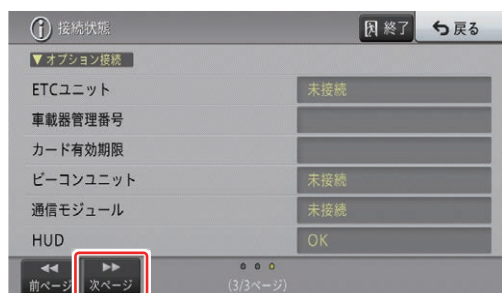 接続状態
終了
戻る
▼オプション接続
ETCユニット 未接続
車載器管理番号
カード有効期限
ビーコンユニット 未接続
通信モジュール 未接続
HUD OK
前ページ 次ページ (3/3ページ)